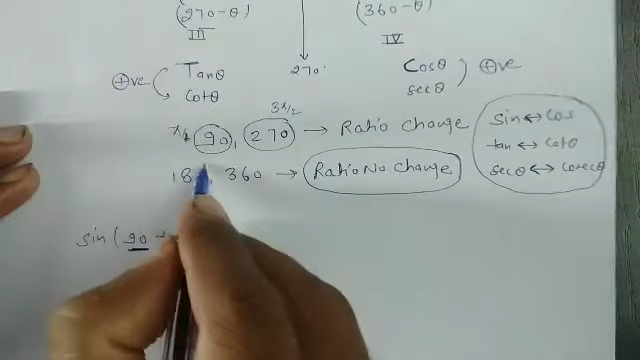 (270-θ) (360-θ)
III IV
270°
⊕ve Tanθ Cosθ ⊕ve
Cotθ secθ
3π/2
π/2 90, 270 → Ratio Change
18 360 → Ratio No Change
sin ↔ cos
tan ↔ cotθ
secθ ↔ cosecθ
sin (90